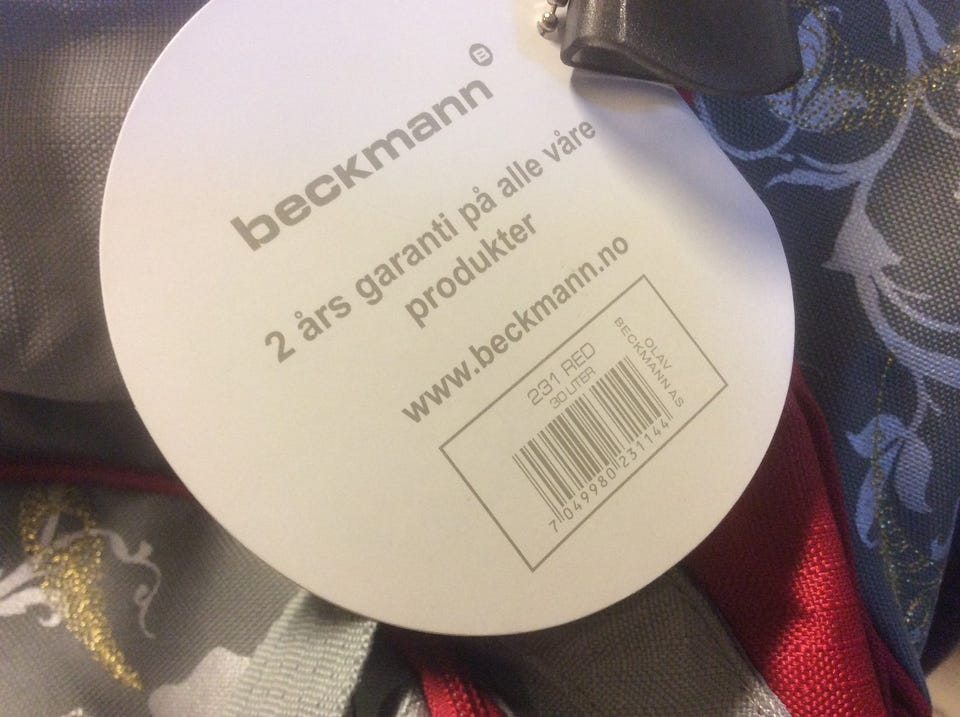 beckmann B
2 års garanti på alle våre
produkter
www.beckmann.no
231 RED
30 LITER
7 049980 231144
OLAV
BECKMANN AS